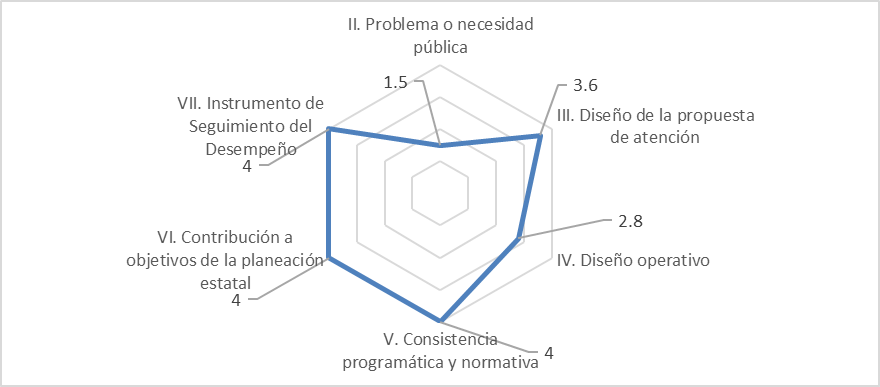 II. Problema o necesidad
pública
1.5
3.6
III. Diseño de la propuesta
de atención
2.8
IV. Diseño operativo
V. Consistencia
programática y normativa
4
VI. Contribución a
objetivos de la planeación
estatal
4
VII. Instrumento de
Seguimiento del
Desempeño
4